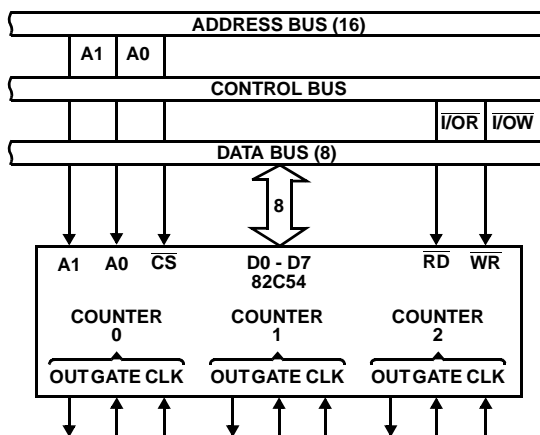 ADDRESS BUS (16)
A1 A0
CONTROL BUS
I/OR I/OW
DATA BUS (8)
8
A1 A0 CS D0 - D7 RD WR
82C54
COUNTER COUNTER COUNTER
0 1 2
OUT GATE CLK OUT GATE CLK OUT GATE CLK